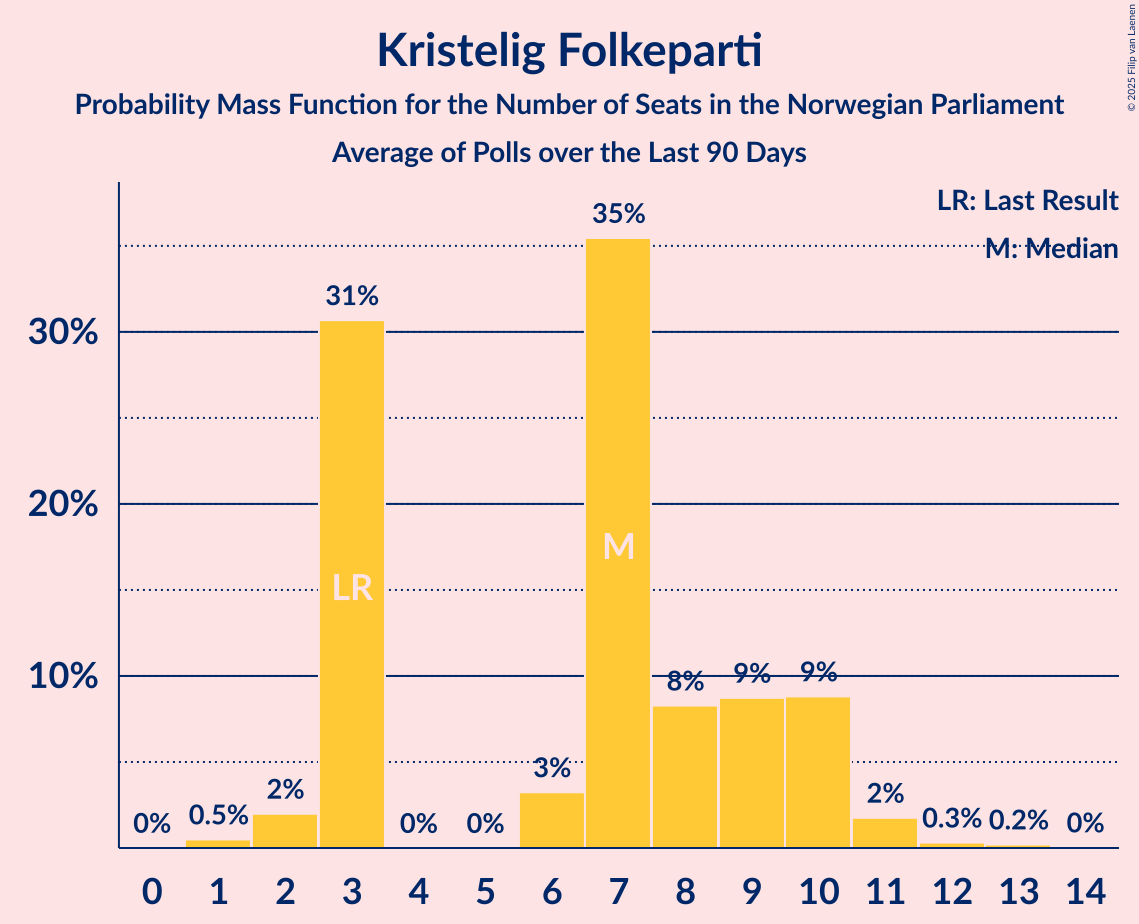 Kristelig Folkeparti
Probability Mass Function for the Number of Seats in the Norwegian Parliament
Average of Polls over the Last 90 Days
© 2025 Filip van Laenen
LR: Last Result
M: Median
30%
20%
10%
0%
0.5%
2%
31%
0%
0%
3%
35%
8%
9%
9%
2%
0.3%
0.2%
0%
LR
M
0 1 2 3 4 5 6 7 8 9 10 11 12 13 14